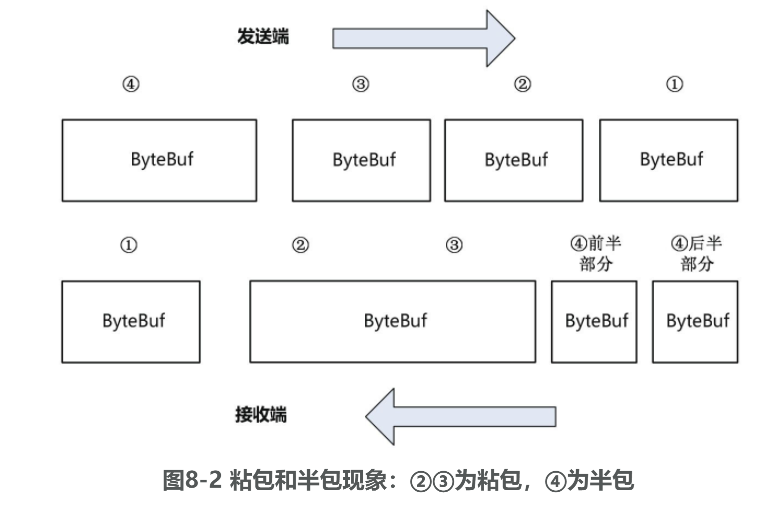 发送端
④ ③ ② ①
ByteBuf ByteBuf ByteBuf ByteBuf
① ② ③ ④前半 ④后半
部分 部分
ByteBuf ByteBuf ByteBuf ByteBuf
接收端
图8-2 粘包和半包现象：②③为粘包，④为半包